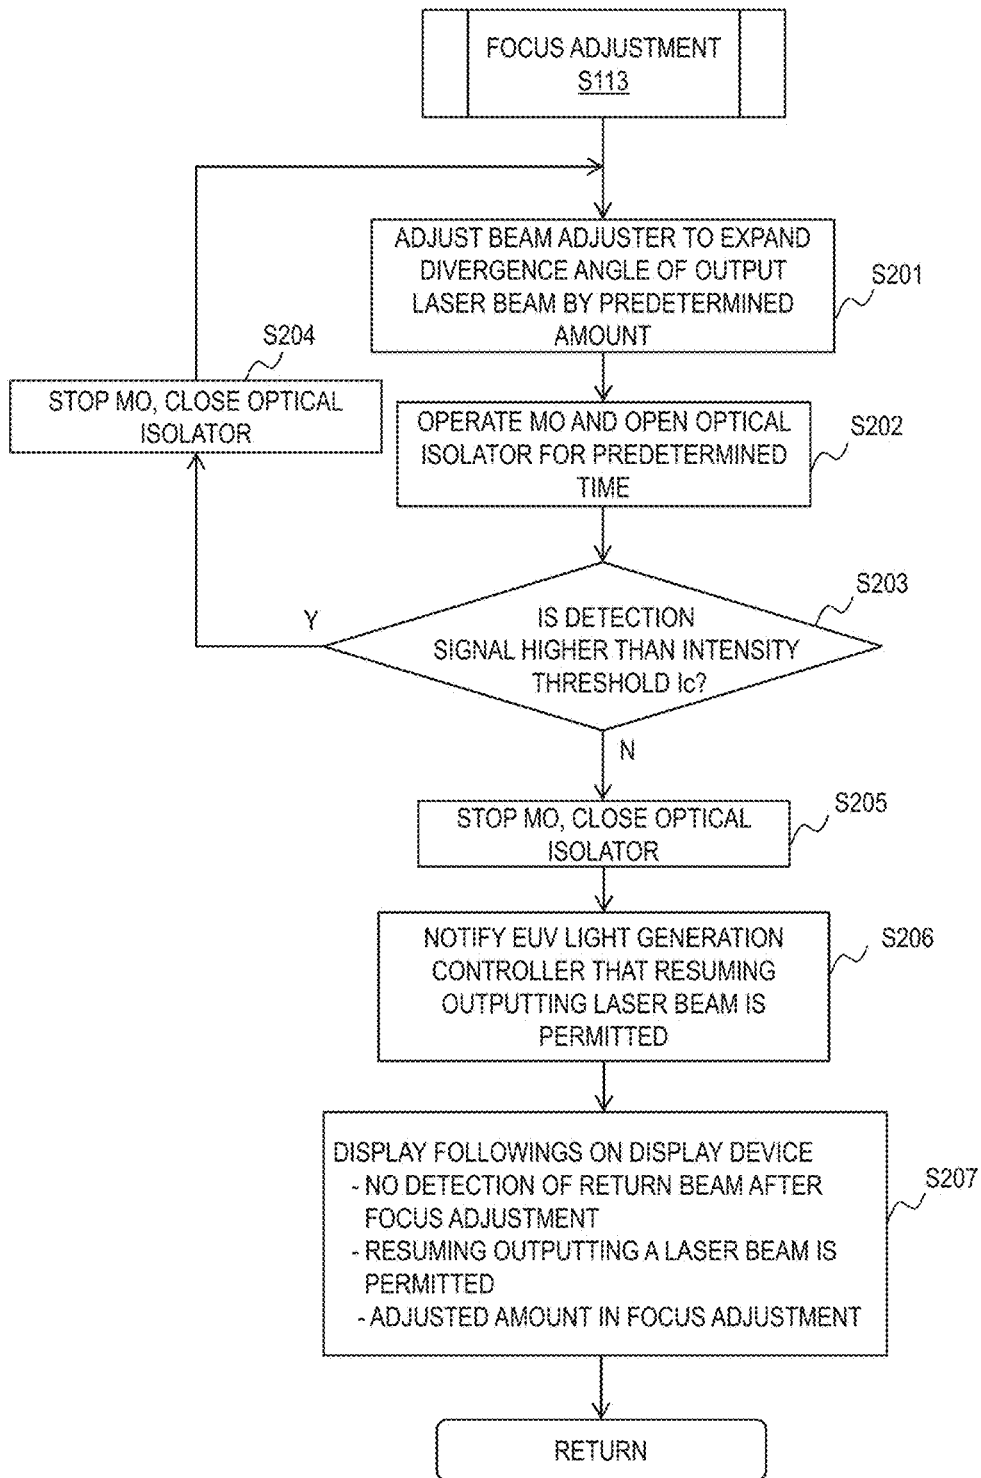 FOCUS ADJUSTMENT
S113
ADJUST BEAM ADJUSTER TO EXPAND
DIVERGENCE ANGLE OF OUTPUT
LASER BEAM BY PREDETERMINED
AMOUNT
S201
S204
STOP MO, CLOSE OPTICAL
ISOLATOR
OPERATE MO AND OPEN OPTICAL
ISOLATOR FOR PREDETERMINED
TIME
S202
S203
Y
IS DETECTION
SIGNAL HIGHER THAN INTENSITY
THRESHOLD Ic?
N
STOP MO, CLOSE OPTICAL
ISOLATOR
S205
NOTIFY EUV LIGHT GENERATION
CONTROLLER THAT RESUMING
OUTPUTTING LASER BEAM IS
PERMITTED
S206
DISPLAY FOLLOWINGS ON DISPLAY DEVICE
- NO DETECTION OF RETURN BEAM AFTER
FOCUS ADJUSTMENT
- RESUMING OUTPUTTING A LASER BEAM IS
PERMITTED
- ADJUSTED AMOUNT IN FOCUS ADJUSTMENT
S207
RETURN